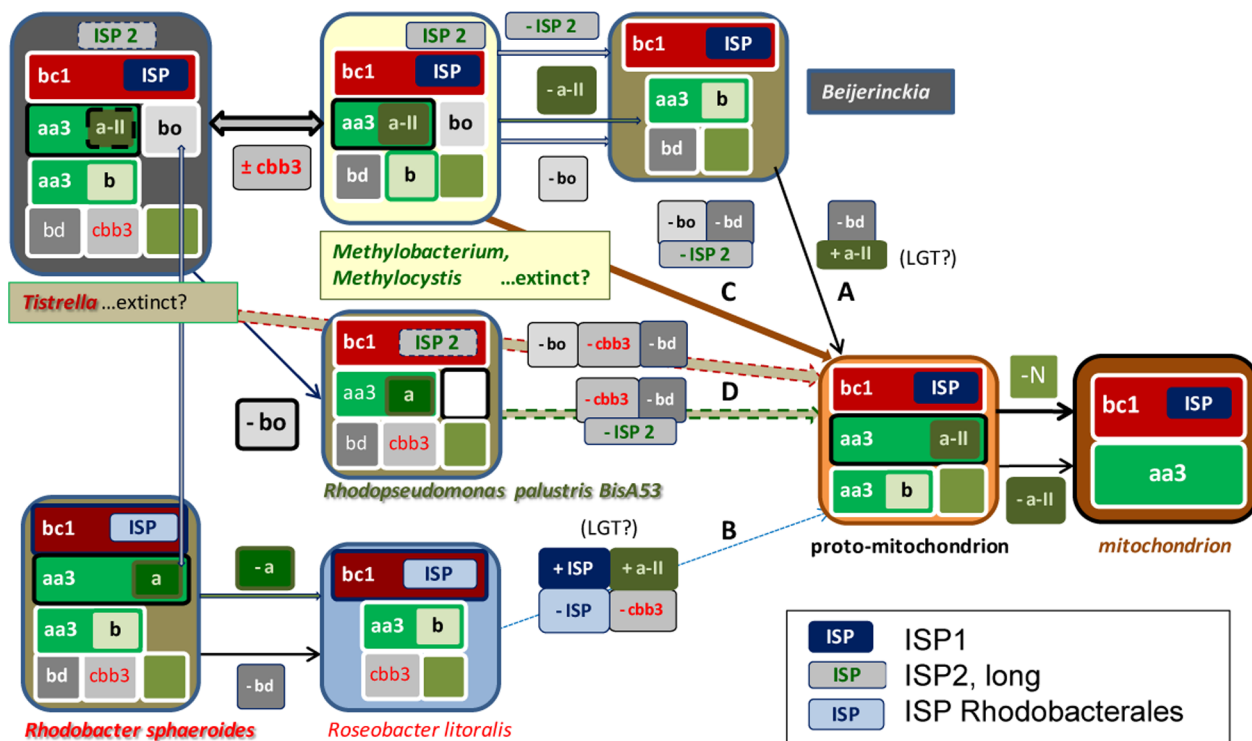 ISP 2
bc1 ISP
aa3 a-II bo
aa3 b
bd cbb3
± cbb3
ISP 2
bc1 ISP
aa3 a-II bo
bd b
- ISP 2
- a-II
- bo
bc1 ISP
aa3 b
bd
Beijerinckia
Methylobacterium,
Methylocystis ...extinct?
- bo - bd
- ISP 2
C
- bd
+ a-II (LGT?)
A
Tistrella ...extinct?
- bo
ISP 2
bc1
aa3 a
bd cbb3
Rhodopseudomonas palustris BisA53
- bo - cbb3 - bd
D
- cbb3 - bd
- ISP 2
bc1 ISP
aa3 a-II
aa3 b
proto-mitochondrion
-N
- a-II
bc1 ISP
aa3
mitochondrion
ISP
bc1
aa3 a
aa3 b
bd cbb3
Rhodobacter sphaeroides
- a
- bd
bc1 ISP
aa3 b
cbb3
Roseobacter litoralis
(LGT?)
+ ISP + a-II
- ISP - cbb3
B
ISP ISP1
ISP ISP2, long
ISP ISP Rhodobacterales